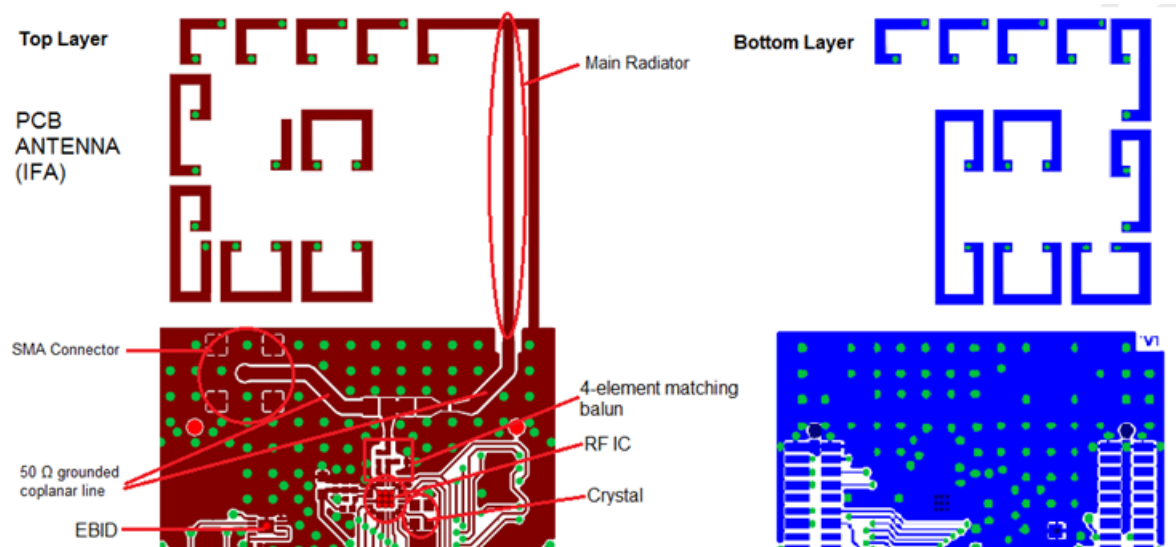 Top Layer
Bottom Layer
Main Radiator
PCB
ANTENNA
(IFA)
SMA Connector
4-element matching
balun
RF IC
50 Ω grounded
coplanar line
Crystal
EBID
V1